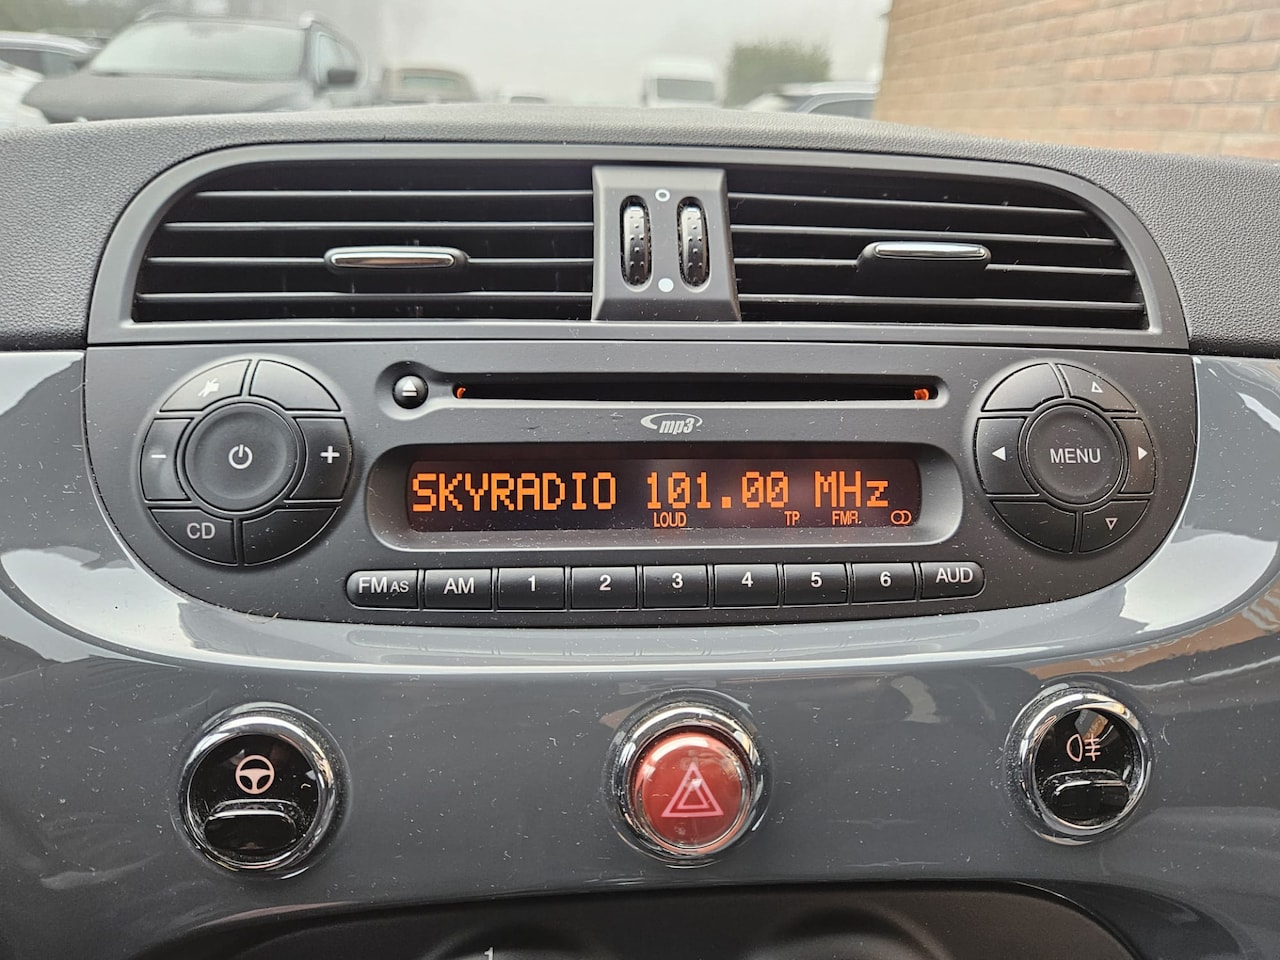 mp3
SKYRADIO 101.00 MHz
LOUD TP FMR.
− + MENU
CD
FM AS AM 1 2 3 4 5 6 AUD
1